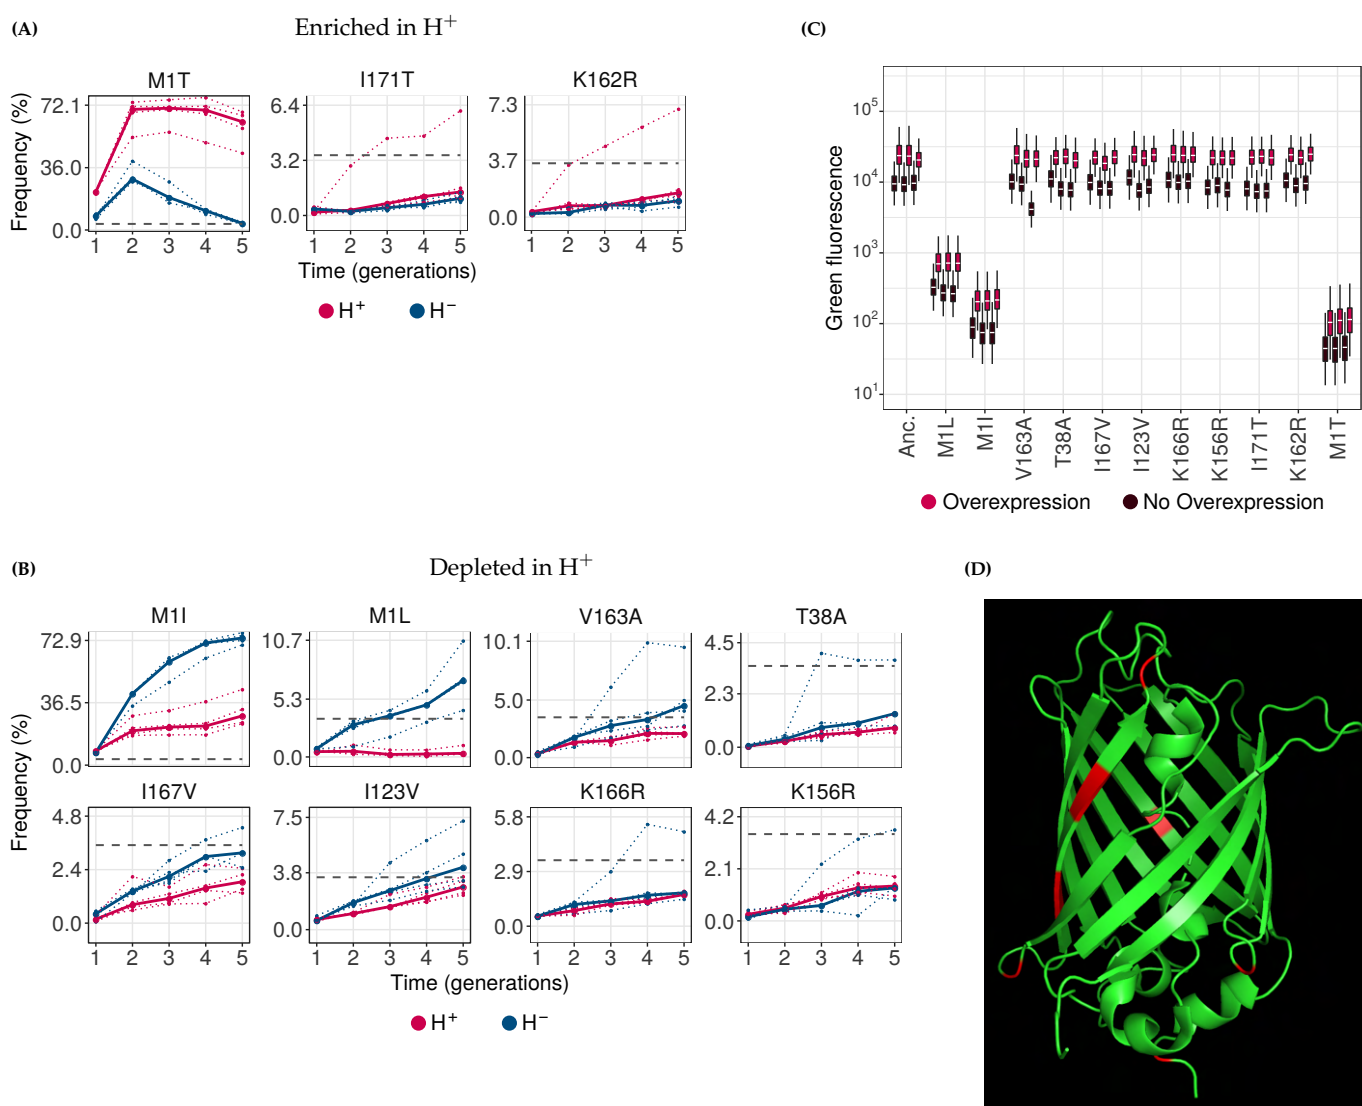 (A)
Enriched in H+
M1T
I171T
K162R
Frequency (%)
72.1
36.0
0.0
6.4
3.2
0.0
7.3
3.7
0.0
1 2 3 4 5
1 2 3 4 5
1 2 3 4 5
Time (generations)
H+ H−
(C)
Green fluorescence
10^5
10^4
10^3
10^2
10^1
Anc.
M1L
M1I
V163A
T38A
I167V
I123V
K166R
K156R
I171T
K162R
M1T
Overexpression No Overexpression
(B)
Depleted in H+
M1I
M1L
V163A
T38A
72.9
36.5
0.0
10.7
5.3
0.0
10.1
5.0
0.0
4.5
2.3
0.0
Frequency (%)
I167V
I123V
K166R
K156R
4.8
2.4
0.0
7.5
3.8
0.0
5.8
2.9
0.0
4.2
2.1
0.0
1 2 3 4 5
1 2 3 4 5
1 2 3 4 5
1 2 3 4 5
Time (generations)
H+ H−
(D)